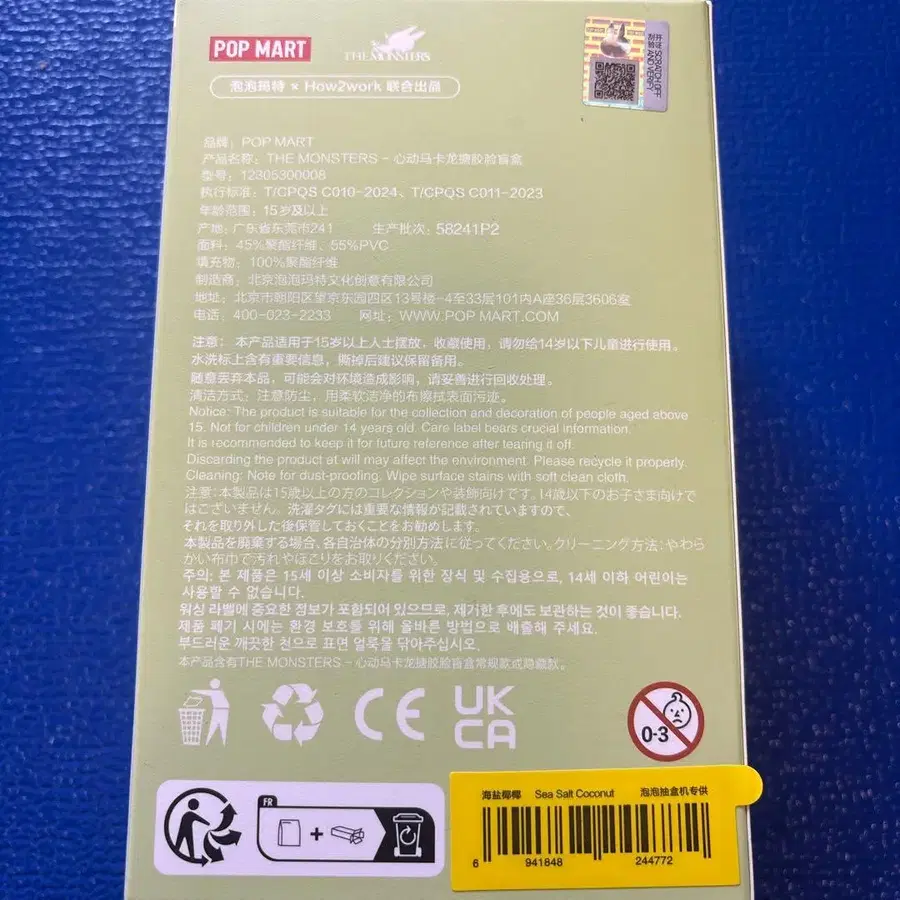 POP MART
THE MONSTERS
泡泡玛特 × How2work 联合出品
开涂刮验
SCRATCH OFF AND VERIFY
品牌：POP MART
产品名称：THE MONSTERS - 心动马卡龙搪胶脸盲盒
型号：12305300008
执行标准：T/CPQS C010-2024、T/CPQS C011-2023
年龄范围：15岁及以上
产地：广东省东莞市241 生产批次：58241P2
面料：45%聚酯纤维、55%PVC
填充物：100%聚酯纤维
制造商：北京泡泡玛特文化创意有限公司
地址：北京市朝阳区望京东园四区13号楼-4至33层101内A座36层3606室
电话：400-023-2233 网址：WWW.POP MART.COM
注意：本产品适用于15岁以上人士摆放、收藏使用，请勿给14岁以下儿童进行使用。
水洗标上含有重要信息，撕掉后建议保留备用。
随意丢弃本品，可能会对环境造成影响，请妥善进行回收处理。
清洁方式：注意防尘，用柔软洁净的布擦拭表面污迹。
Notice: The product is suitable for the collection and decoration of people aged above
15. Not for children under 14 years old. Care label bears crucial information.
It is recommended to keep it for future reference after tearing it off.
Discarding the product at will may affect the environment. Please recycle it properly.
Cleaning: Note for dust-proofing. Wipe surface stains with soft clean cloth.
注意：本製品は15歳以上の方のコレクションや装飾向けです。14歳以下のお子さま向けで
はございません。洗濯タグには重要な情報が記載されていますので、
それを取り外した後保管しておくことをお勧めします。
本製品を廃棄する場合、各自治体の分別方法に従ってください。クリーニング方法：やわら
かい布巾で汚れやほこりをお取りください。
주의: 본 제품은 15세 이상 소비자를 위한 장식 및 수집용으로, 14세 이하 어린이는
사용할 수 없습니다.
워싱 라벨에 중요한 정보가 포함되어 있으므로, 제거한 후에도 보관하는 것이 좋습니다.
제품 폐기 시에는 환경 보호를 위해 올바른 방법으로 배출해 주세요.
부드러운 깨끗한 천으로 표면 얼룩을 닦아주십시오.
本产品含有THE MONSTERS - 心动马卡龙搪胶脸盲盒常规款或隐藏款。
CE
UK
CA
0-3
FR
+
海盐椰椰 Sea Salt Coconut 泡泡抽盒机专供
6 941848 244772